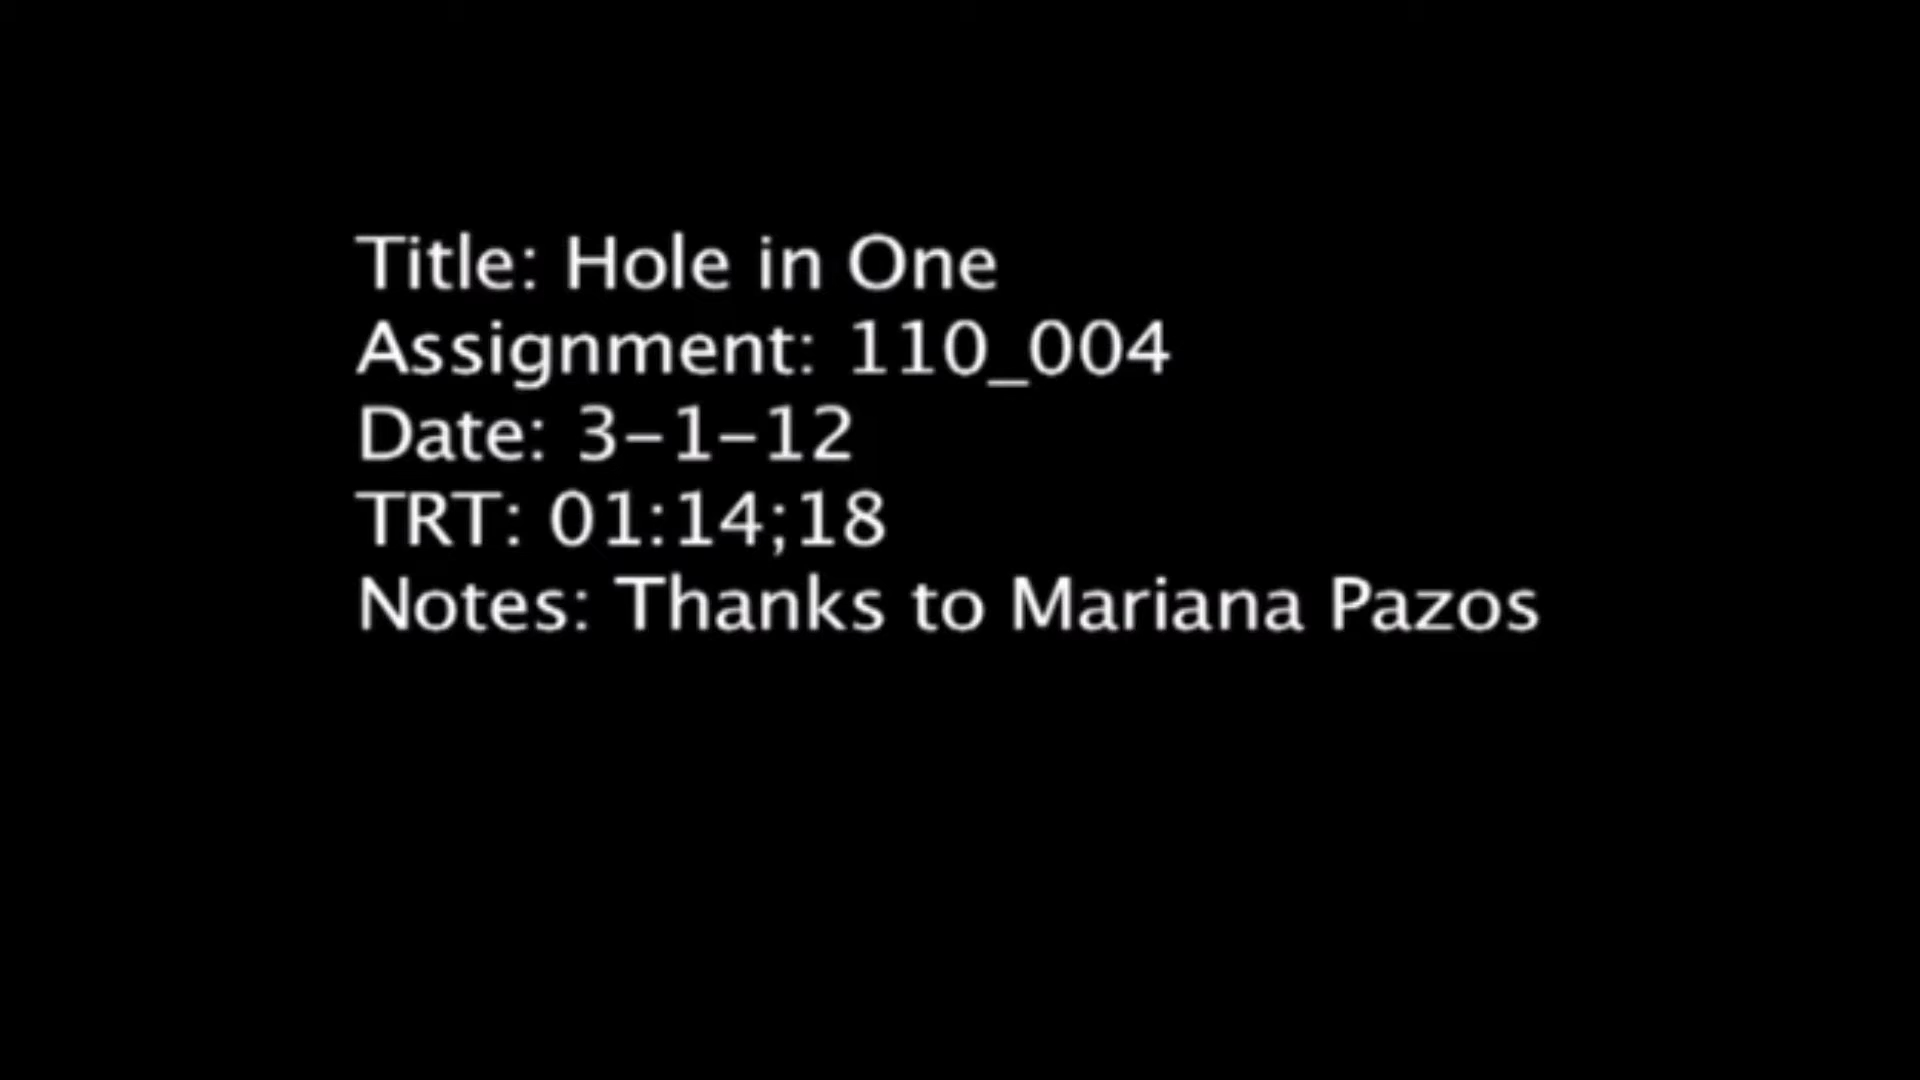 Title: Hole in One
Assignment: 110_004
Date: 3-1-12
TRT: 01:14;18
Notes: Thanks to Mariana Pazos